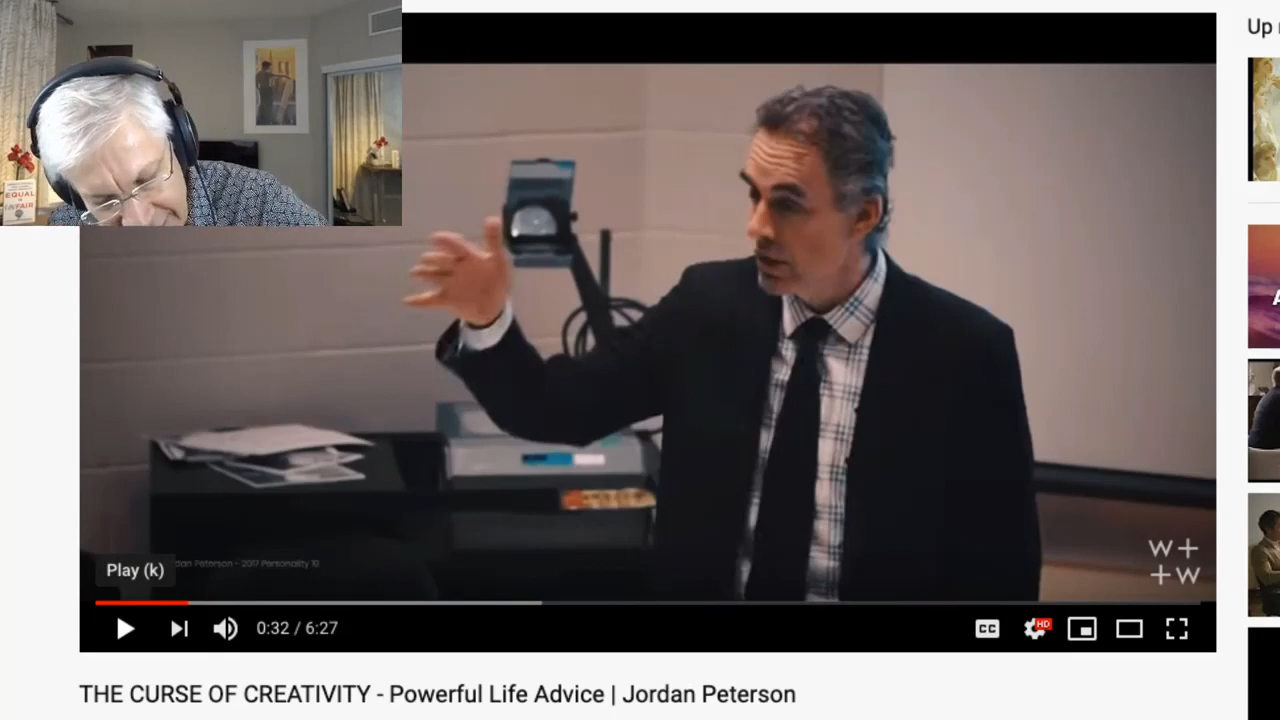 Up
EQUAL
IS
UNFAIR
dan Peterson - 2017 Personality 19
W+
+W
Play (k)
0:32 / 6:27
CC
HD
THE CURSE OF CREATIVITY - Powerful Life Advice | Jordan Peterson